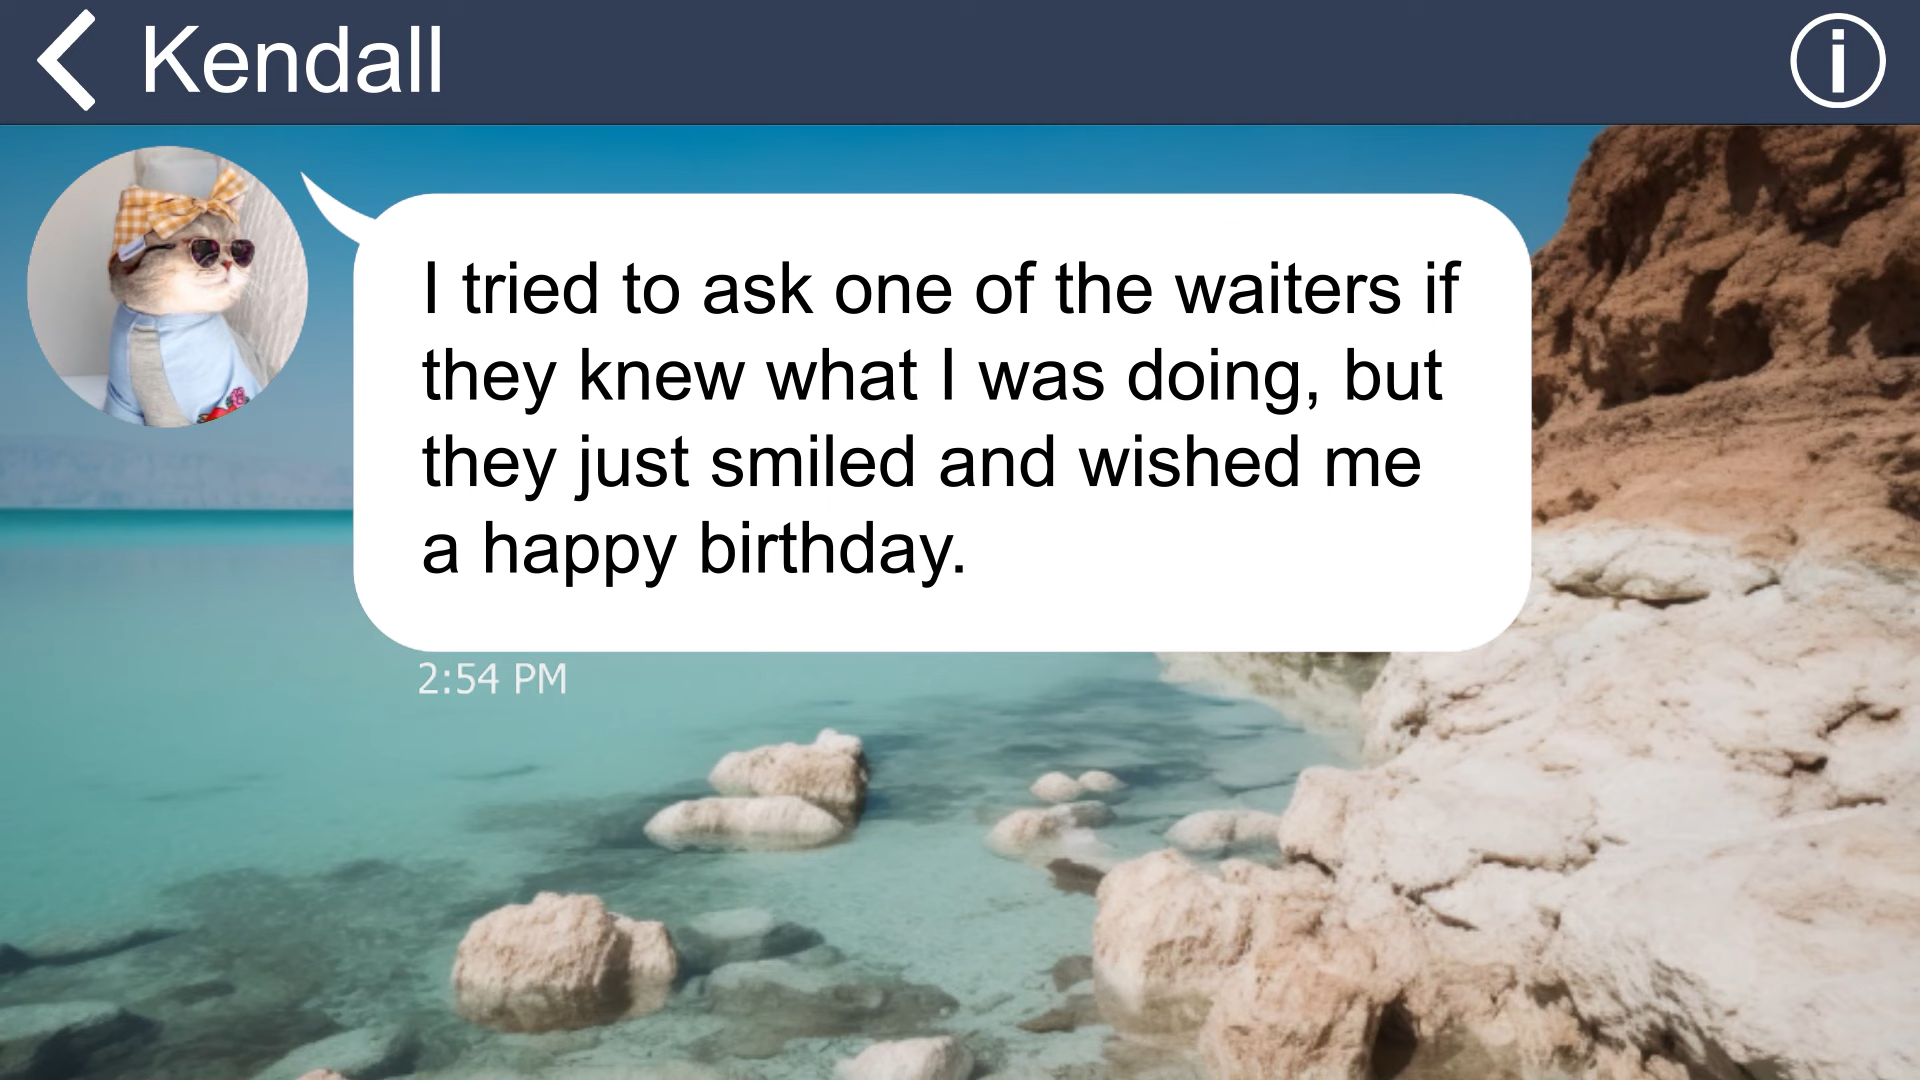 Kendall
I tried to ask one of the waiters if
they knew what I was doing, but
they just smiled and wished me
a happy birthday.
2:54 PM